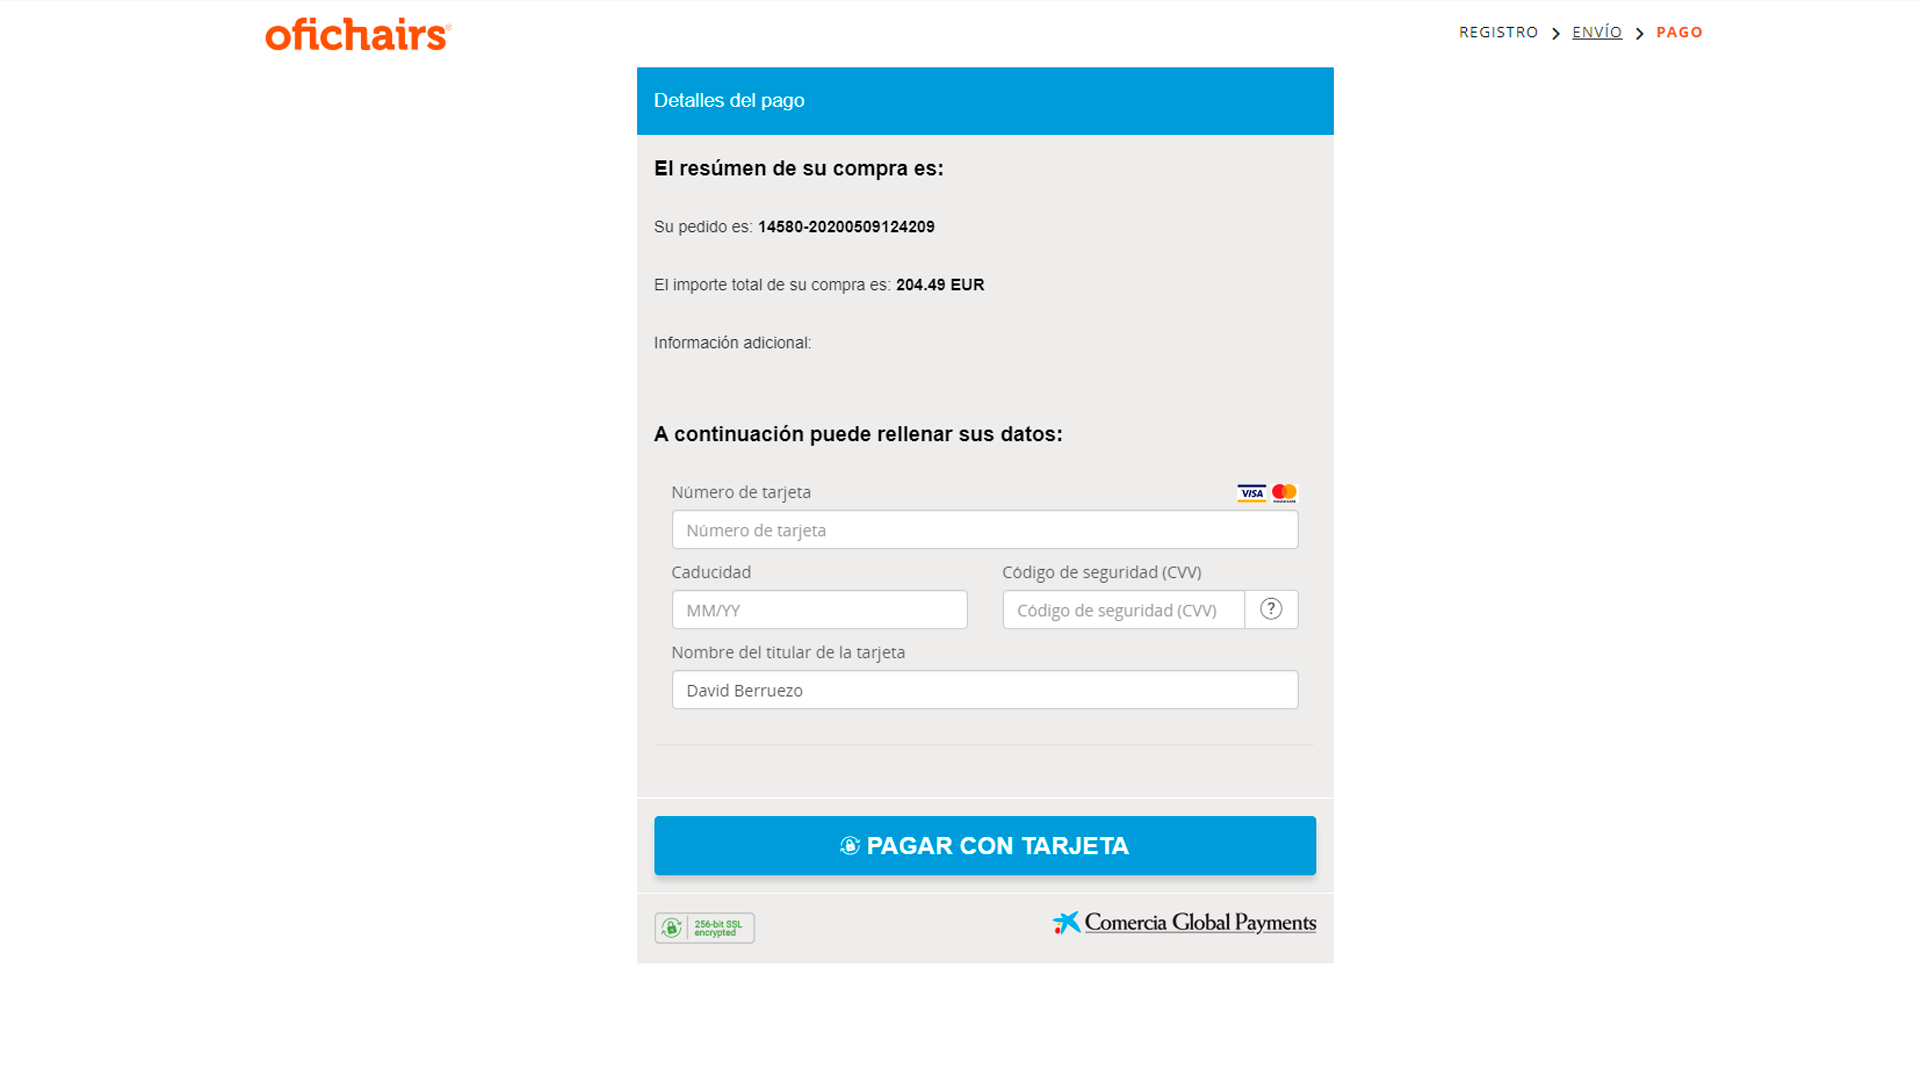 ofichairs®
REGISTRO > ENVÍO > PAGO
Detalles del pago
El resúmen de su compra es:
Su pedido es: 14580-20200509124209
El importe total de su compra es: 204.49 EUR
Información adicional:
A continuación puede rellenar sus datos:
Número de tarjeta VISA mastercard
Número de tarjeta
Caducidad Código de seguridad (CVV)
MM/YY Código de seguridad (CVV) ?
Nombre del titular de la tarjeta
David Berruezo
PAGAR CON TARJETA
256-bit SSL
encrypted
Comercia Global Payments